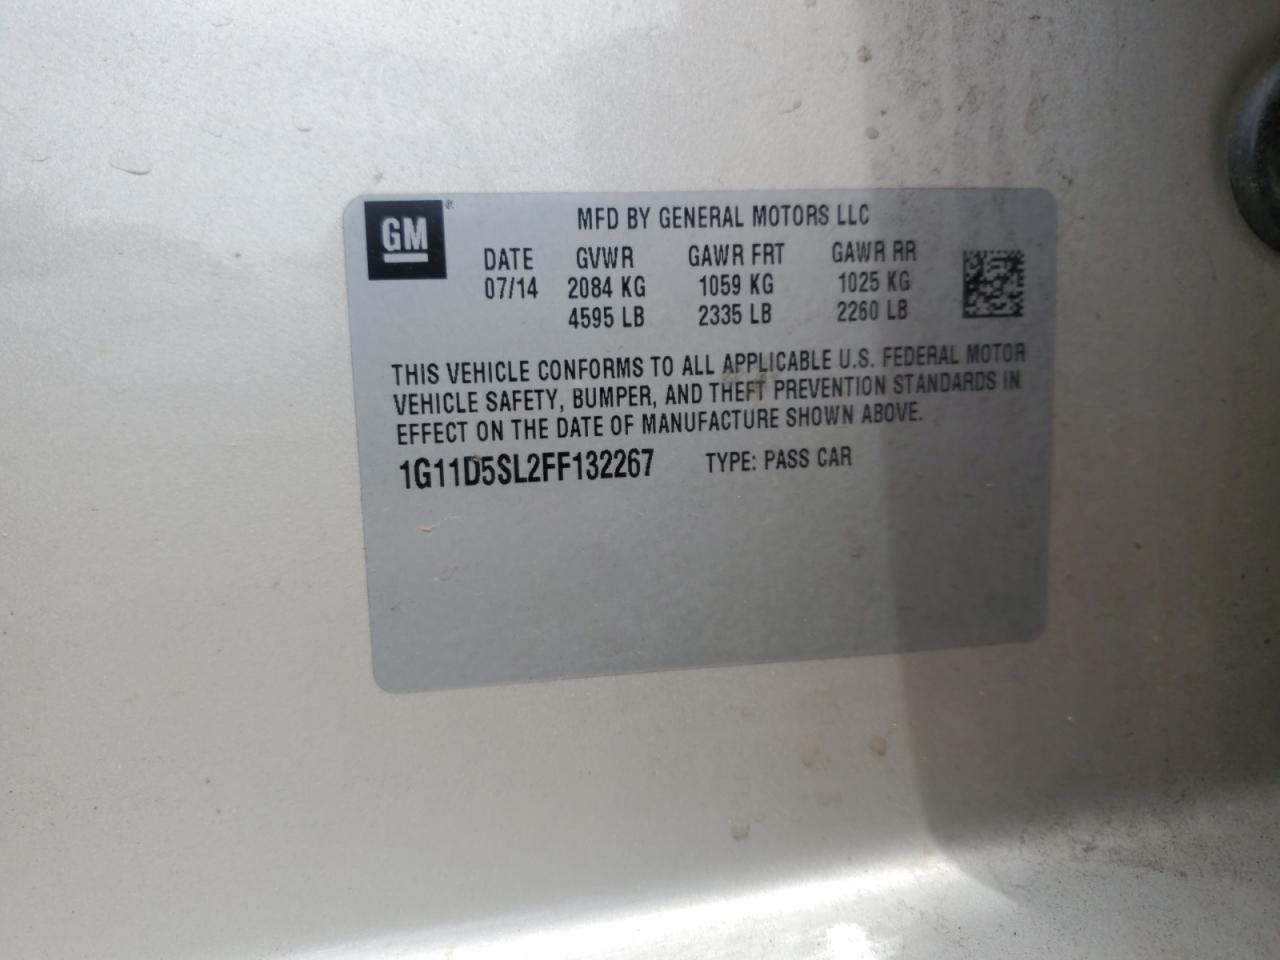 GM®
MFD BY GENERAL MOTORS LLC
DATE GVWR GAWR FRT GAWR RR
07/14 2084 KG 1059 KG 1025 KG
4595 LB 2335 LB 2260 LB
THIS VEHICLE CONFORMS TO ALL APPLICABLE U.S. FEDERAL MOTOR
VEHICLE SAFETY, BUMPER, AND THEFT PREVENTION STANDARDS IN
EFFECT ON THE DATE OF MANUFACTURE SHOWN ABOVE.
1G11D5SL2FF132267 TYPE: PASS CAR